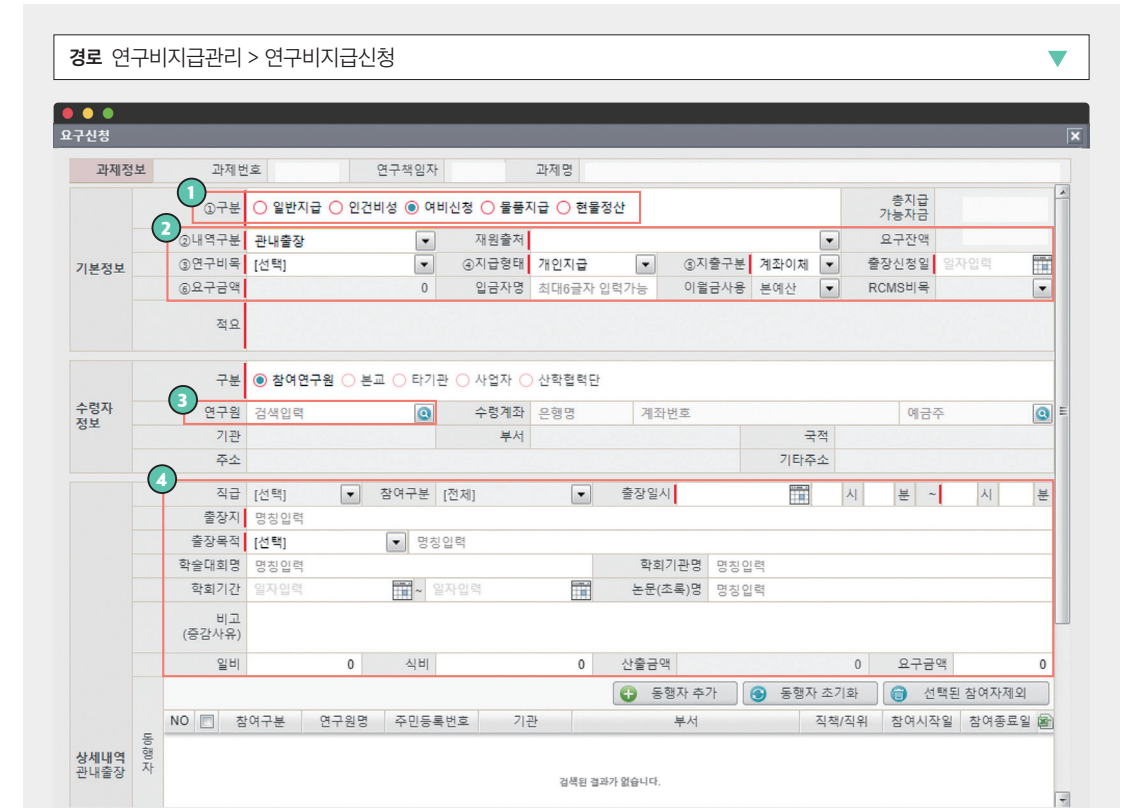 경로 연구비지급관리 > 연구비지급신청
요구신청
과제정보 과제번호 연구책임자 과제명
1
①구분 일반지급 인건비성 여비신청 물품지급 현물정산 총지급 가능자금
2
②내역구분 관내출장 재원출처 요구잔액
기본정보 ③연구비목 [선택] ④지급형태 개인지급 ⑤지출구분 계좌이체 출장신청일 일자입력
⑥요구금액 0 입금자명 최대6글자 입력가능 이월금사용 본예산 RCMS비목
적요
구분 참여연구원 본교 타기관 사업자 산학협력단
3
수령자 정보 연구원 검색입력 수령계좌 은행명 계좌번호 예금주
기관 부서 국적
주소 기타주소
4
직급 [선택] 참여구분 [전체] 출장일시 시 분 ~ 시 분
출장지 명칭입력
출장목적 [선택] 명칭입력
학술대회명 명칭입력 학회기관명 명칭입력
학회기간 일자입력 ~ 일자입력 논문(초록)명 명칭입력
비고
(증감사유)
일비 0 식비 0 산출금액 0 요구금액 0
동행자 추가 동행자 초기화 선택된 참여자제외
NO 참여구분 연구원명 주민등록번호 기관 부서 직책/직위 참여시작일 참여종료일
상세내역
관내출장
동행자
검색된 결과가 없습니다.